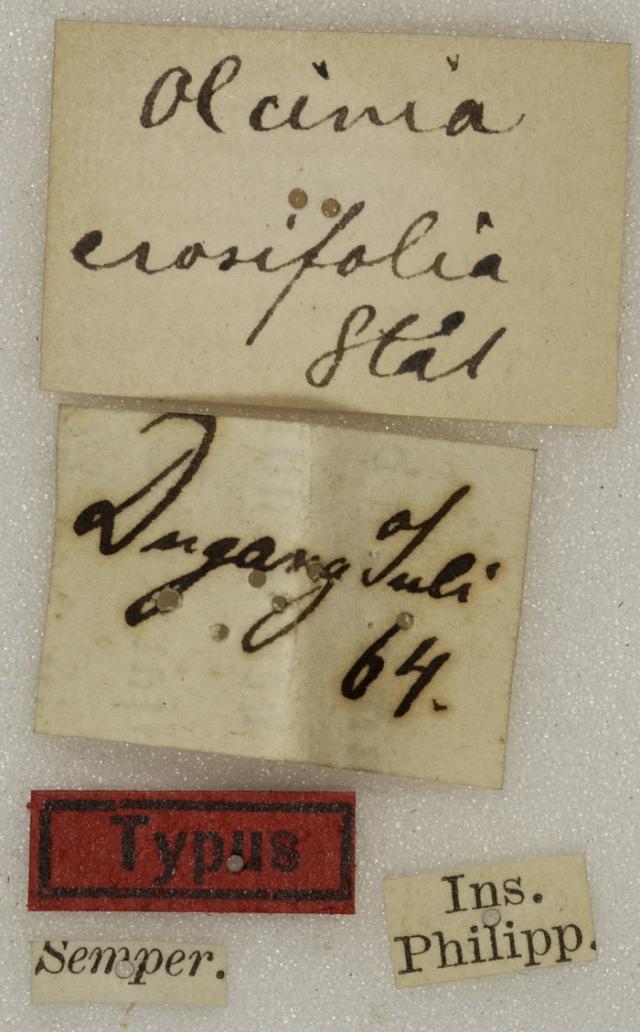 Olcinia
erosifolia
Stål
Dugang Juli
64.
Typus
Semper.
Ins.
Philipp.